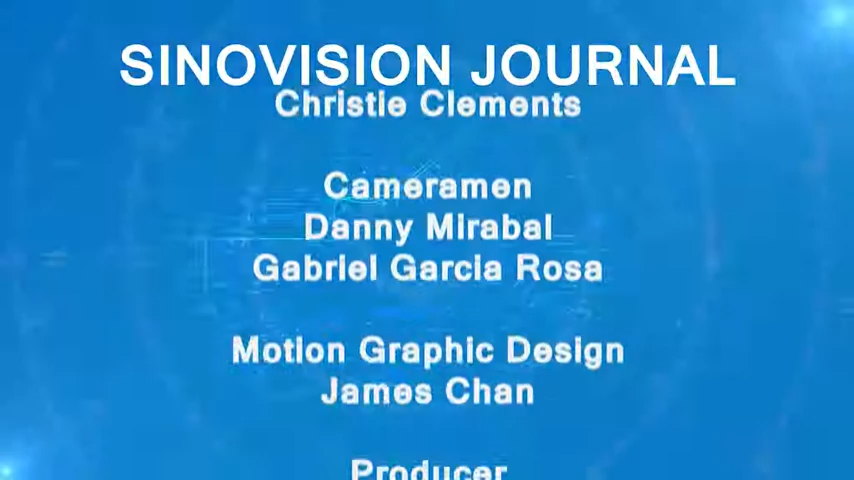 SINOVISION JOURNAL
Christie Clements
Cameramen
Danny Mirabal
Gabriel Garcia Rosa
Motion Graphic Design
James Chan
Producer